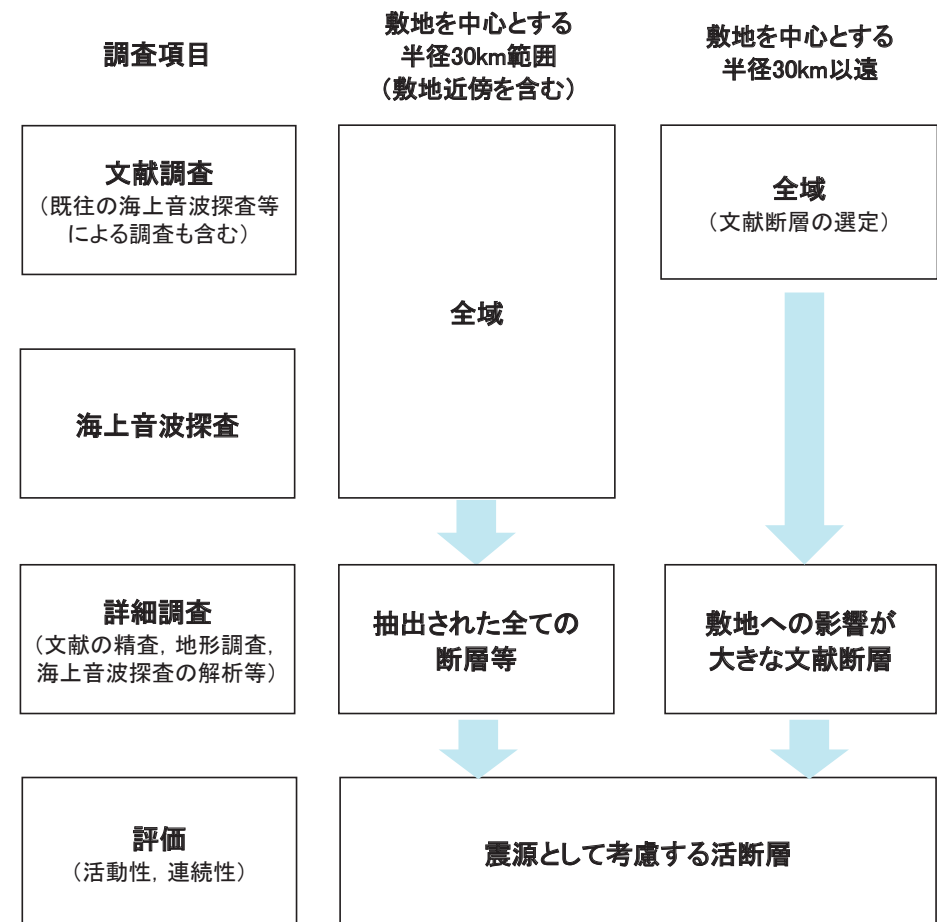 調査項目
敷地を中心とする
半径30km範囲
（敷地近傍を含む）
敷地を中心とする
半径30km以遠
文献調査
（既往の海上音波探査等
による調査も含む）
全域
全域
（文献断層の選定）
海上音波探査
詳細調査
（文献の精査，地形調査，
海上音波探査の解析等）
抽出された全ての
断層等
敷地への影響が
大きな文献断層
評価
（活動性，連続性）
震源として考慮する活断層